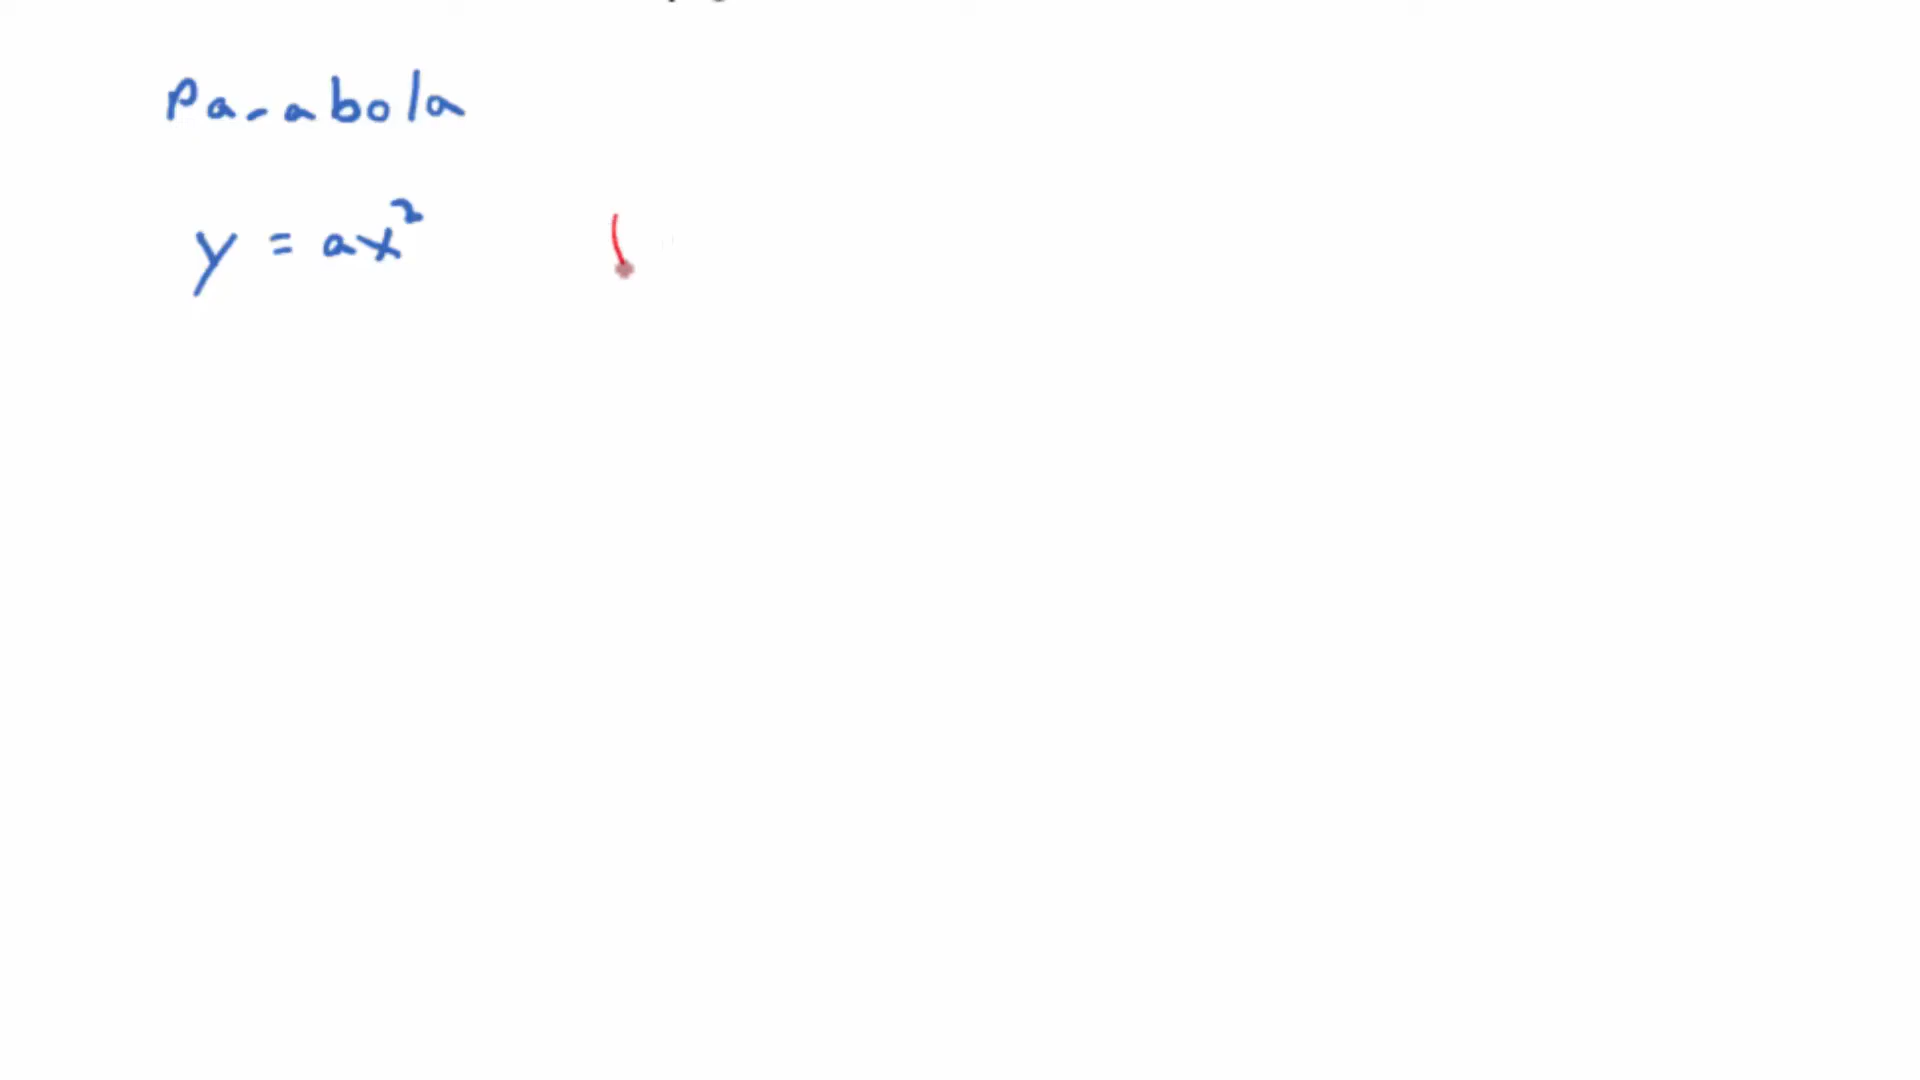 Parabola
y = ax²